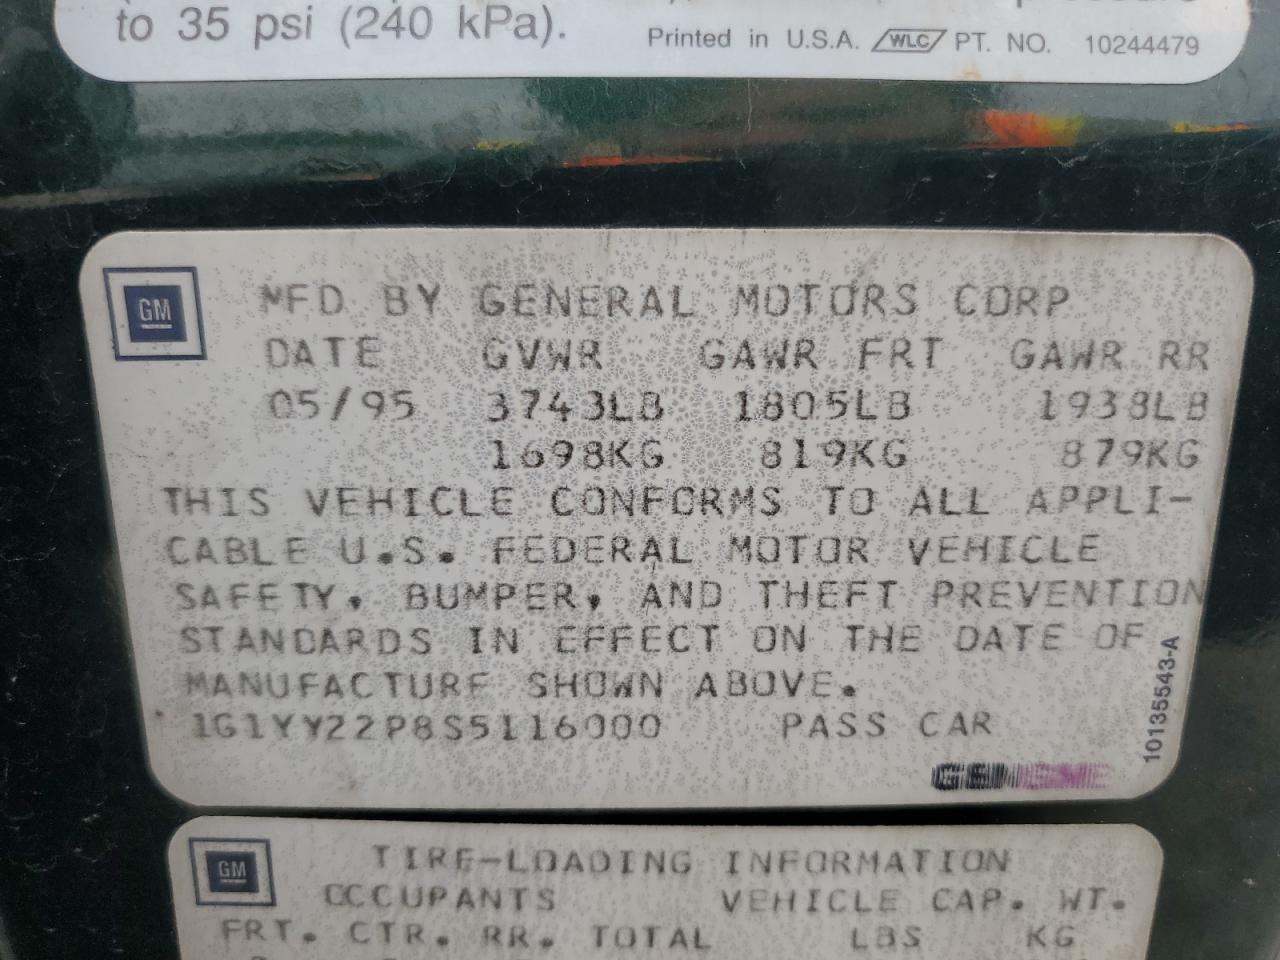 to 35 psi (240 kPa).
Printed in U.S.A. WLC PT. NO. 10244479
GM
MFD BY GENERAL MOTORS CORP
DATE GVWR GAWR FRT GAWR RR
05/95 3743LB 1805LB 1938LB
1698KG 819KG 879KG
THIS VEHICLE CONFORMS TO ALL APPLI-
CABLE U.S. FEDERAL MOTOR VEHICLE
SAFETY, BUMPER, AND THEFT PREVENTION
STANDARDS IN EFFECT ON THE DATE OF
MANUFACTURE SHOWN ABOVE.
1G1YY22P8S5116000 PASS CAR
10135543-A
GM
TIRE-LOADING INFORMATION
OCCUPANTS VEHICLE CAP. WT.
FRT. CTR. RR. TOTAL LBS KG